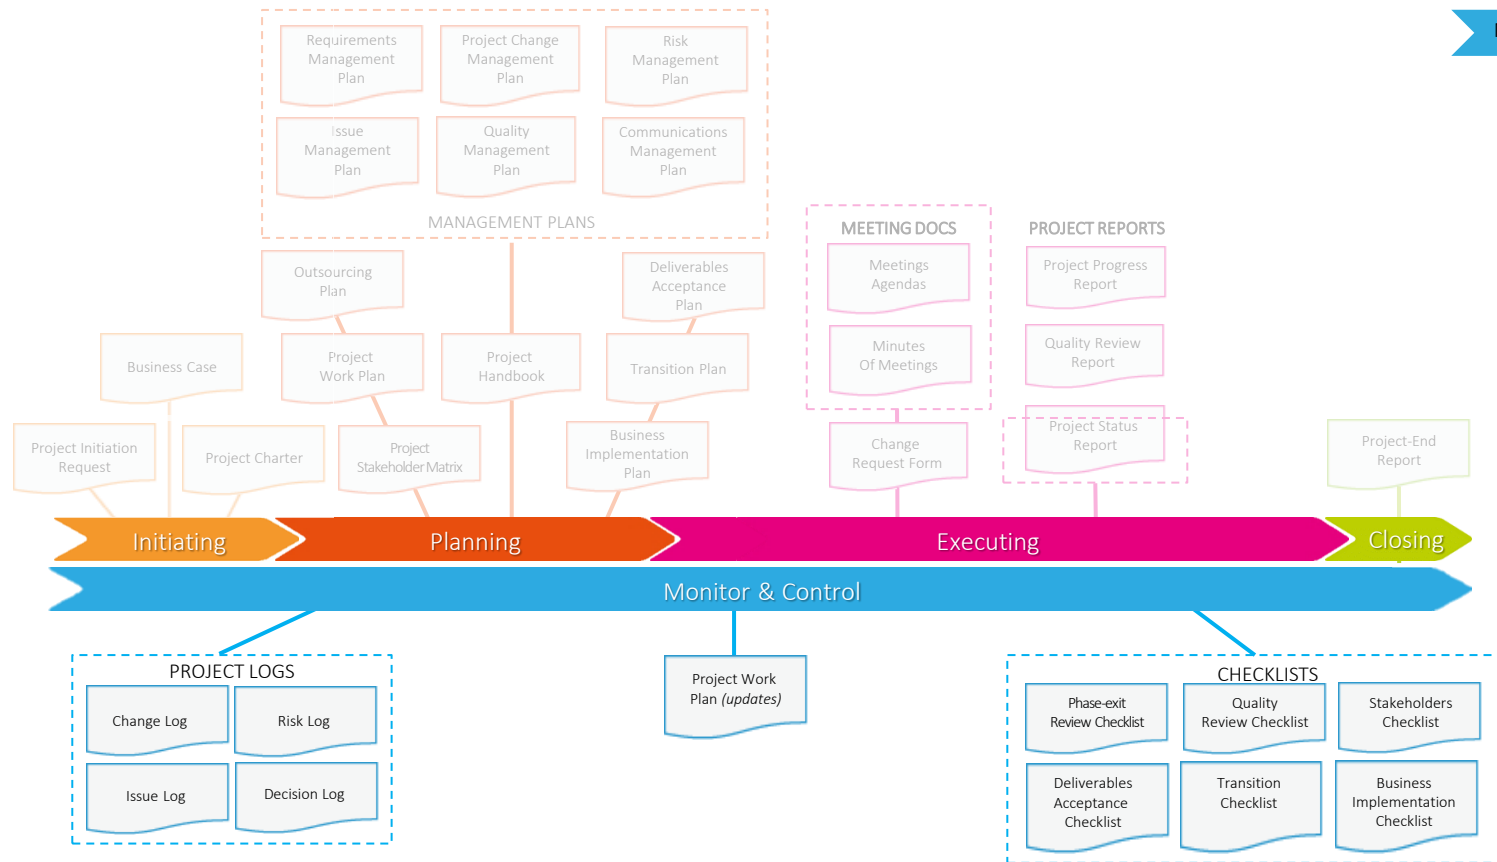 Requirements
Management
Plan
Project Change
Management
Plan
Risk
Management
Plan
Issue
Management
Plan
Quality
Management
Plan
Communications
Management
Plan
MANAGEMENT PLANS
MEETING DOCS
PROJECT REPORTS
Outsourcing
Plan
Deliverables
Acceptance
Plan
Meetings
Agendas
Project Progress
Report
Business Case
Project
Work Plan
Project
Handbook
Transition Plan
Minutes
Of Meetings
Quality Review
Report
Project Initiation
Request
Project Charter
Project
Stakeholder Matrix
Business
Implementation
Plan
Change
Request Form
Project Status
Report
Project-End
Report
Initiating
Planning
Executing
Closing
Monitor & Control
PROJECT LOGS
Change Log
Risk Log
Issue Log
Decision Log
Project Work
Plan (updates)
CHECKLISTS
Phase-exit
Review Checklist
Quality
Review Checklist
Stakeholders
Checklist
Deliverables
Acceptance
Checklist
Transition
Checklist
Business
Implementation
Checklist